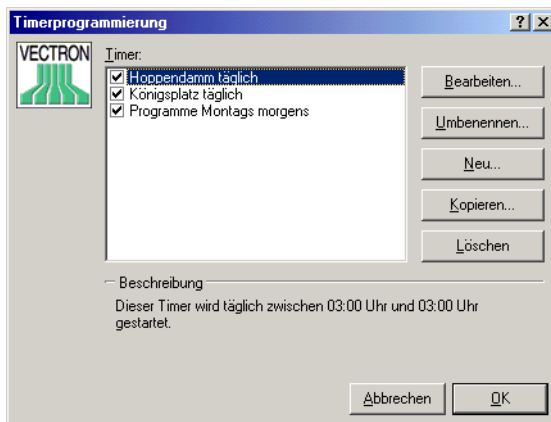 Timerprogrammierung
VECTRON
Timer:
Hoppendamm täglich
Königsplatz täglich
Programme Montags morgens
Bearbeiten...
Umbenennen...
Neu...
Kopieren...
Löschen
Beschreibung
Dieser Timer wird täglich zwischen 03:00 Uhr und 03:00 Uhr
gestartet.
Abbrechen
OK